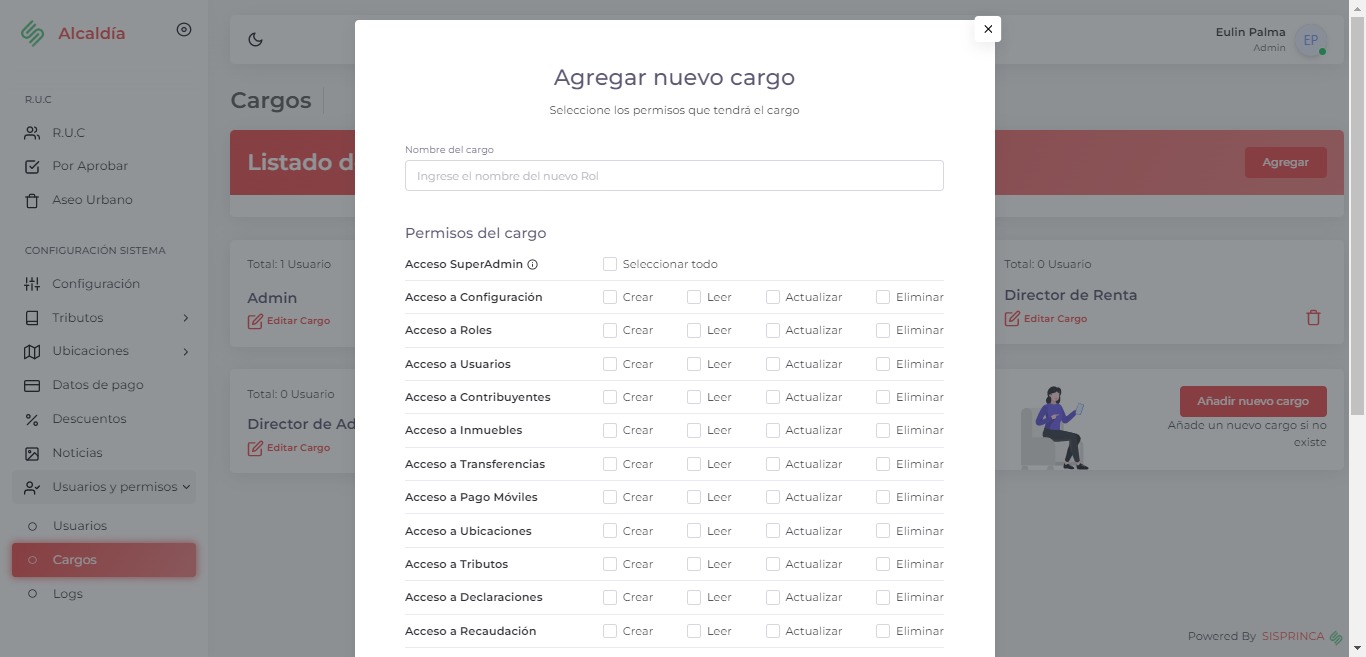 Alcaldía
R.U.C
R.U.C
Por Aprobar
Aseo Urbano
CONFIGURACIÓN SISTEMA
Configuración
Tributos
Ubicaciones
Datos de pago
Descuentos
Noticias
Usuarios y permisos
Usuarios
Cargos
Logs
Eulin Palma
Admin
EP
Cargos
Listado d
Agregar
Total: 1 Usuario
Admin
Editar Cargo
Total: 0 Usuario
Director de Renta
Editar Cargo
Total: 0 Usuario
Director de Ad
Editar Cargo
Añadir nuevo cargo
Añade un nuevo cargo si no
existe
Agregar nuevo cargo
Seleccione los permisos que tendrá el cargo
Nombre del cargo
Ingrese el nombre del nuevo Rol
Permisos del cargo
Acceso SuperAdmin Seleccionar todo
Acceso a Configuración Crear Leer Actualizar Eliminar
Acceso a Roles Crear Leer Actualizar Eliminar
Acceso a Usuarios Crear Leer Actualizar Eliminar
Acceso a Contribuyentes Crear Leer Actualizar Eliminar
Acceso a Inmuebles Crear Leer Actualizar Eliminar
Acceso a Transferencias Crear Leer Actualizar Eliminar
Acceso a Pago Móviles Crear Leer Actualizar Eliminar
Acceso a Ubicaciones Crear Leer Actualizar Eliminar
Acceso a Tributos Crear Leer Actualizar Eliminar
Acceso a Declaraciones Crear Leer Actualizar Eliminar
Acceso a Recaudación Crear Leer Actualizar Eliminar
Powered By SISPRINCA